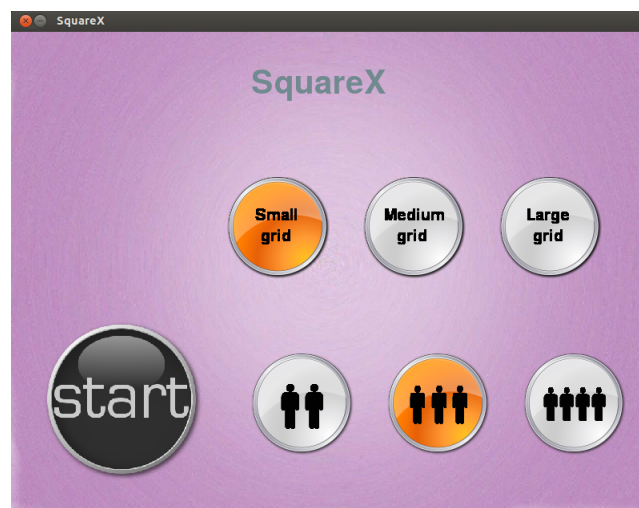 SquareX
SquareX
Small
grid
Medium
grid
Large
grid
start